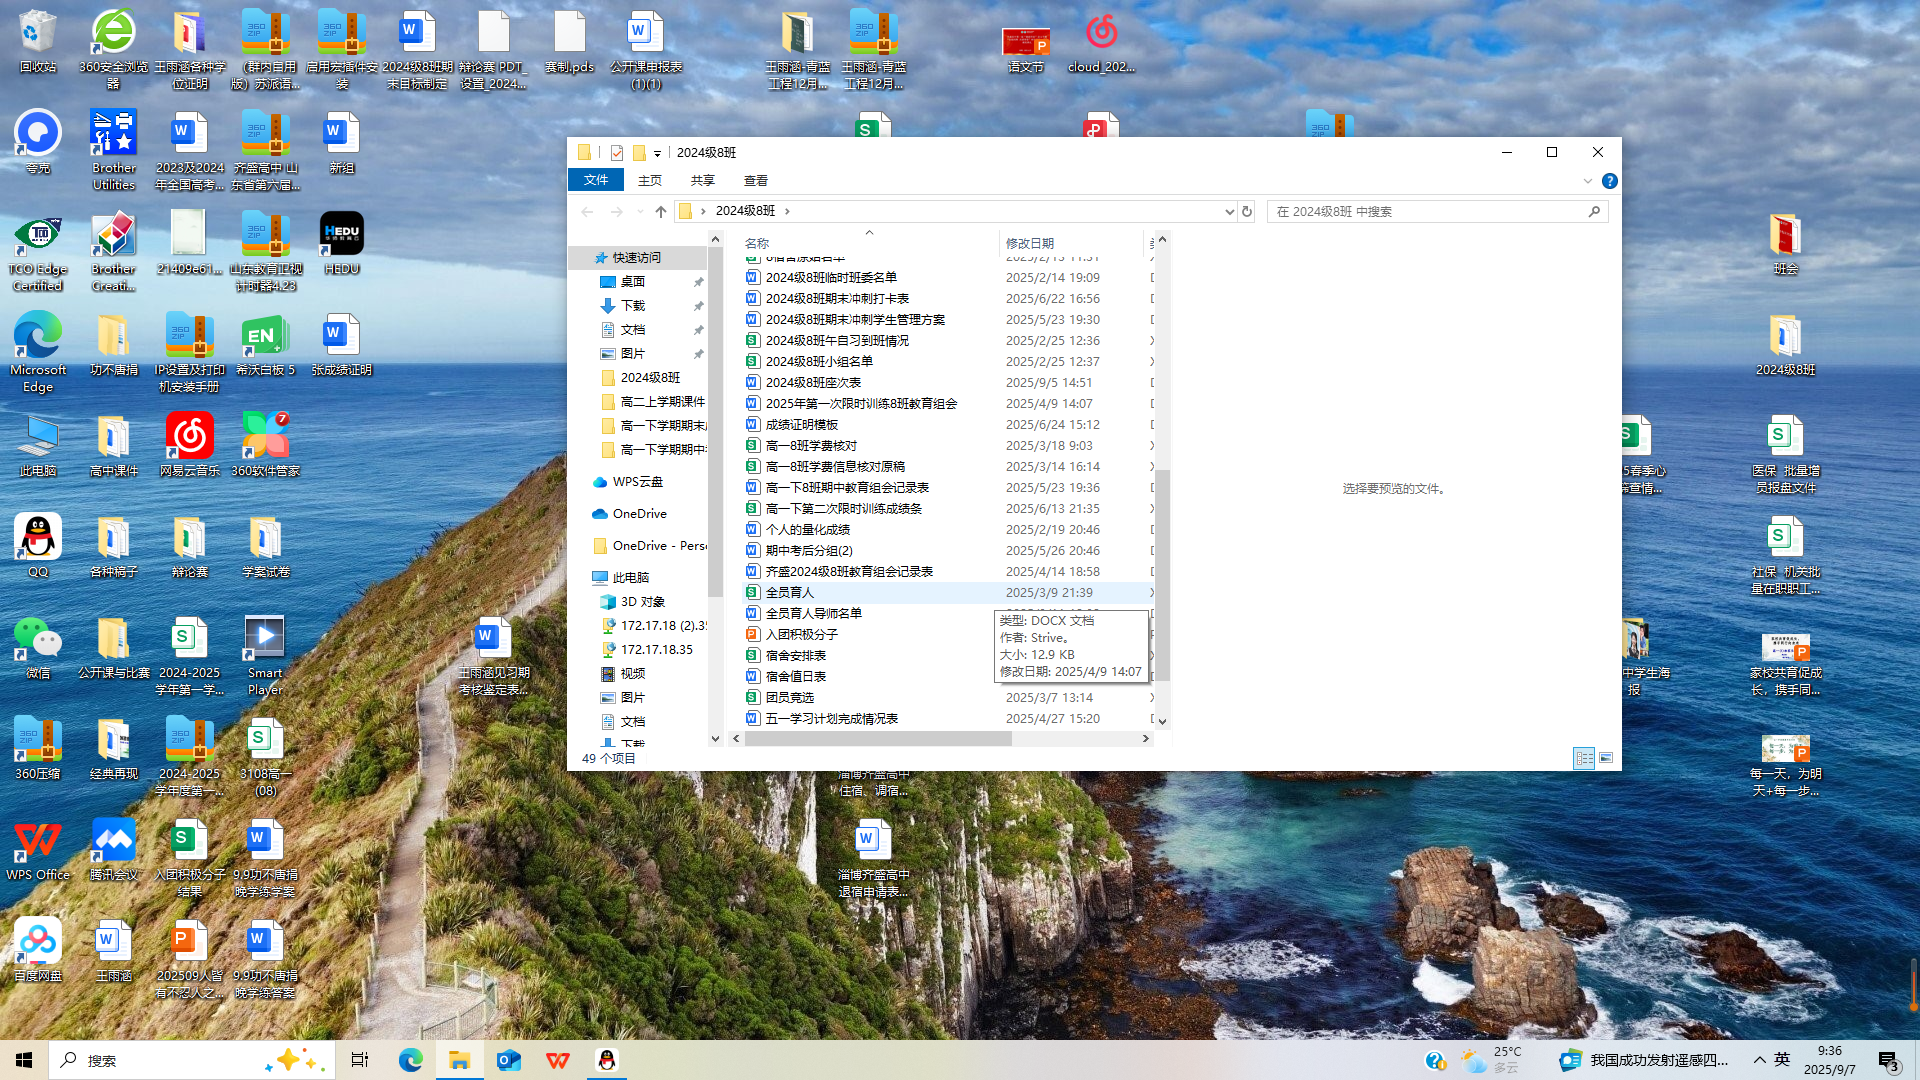 回收站
360安全浏览
器
王雨涵各种学
位证明
(群内自用
版）苏派语...
启用宏插件安
装
2024级8班期
末目标制定
辩论赛 PDT_
设置_2024...
赛制.pds
公开课申报表
(1)(1)
王雨涵-青蓝
工程12月...
王雨涵-青蓝
工程12月...
语文节
cloud_202...
夸克
Brother
Utilities
2023及2024
年全国高考...
齐盛高中 山
东省第六届...
新组
TCO Edge
Certified
Brother
Creati...
21409e61...
山东教育卫视
计时器4.23
HEDU
Microsoft
Edge
功不唐捐
IP设置及打印
机安装手册
希沃白板 5
张成绩证明
此电脑
高中课件
网易云音乐
360软件管家
QQ
各种稿子
辩论赛
学案试卷
微信
公开课与比赛
2024-2025
学年第一学...
Smart
Player
王雨涵见习期
考核鉴定表...
360压缩
经典再现
2024-2025
学年度第一...
3108高一
(08)
WPS Office
腾讯会议
入团积极分子
结果
9.9功不唐捐
晚学练学案
百度网盘
王雨涵
202509人皆
有不忍人之...
9.9功不唐捐
晚学练答案
2024级8班
文件
主页
共享
查看
2024级8班
在 2024级8班 中搜索
快速访问
桌面
下载
文档
图片
2024级8班
高二上学期课件
高一下学期期末
高一下学期期中
WPS云盘
OneDrive
OneDrive - Pers
此电脑
3D 对象
172.17.18 (2).3
172.17.18.35
视频
图片
文档
下载
名称 修改日期
2024级8班临时班委名单 2025/2/14 19:09
2024级8班期末冲刺打卡表 2025/6/22 16:56
2024级8班期末冲刺学生管理方案 2025/5/23 19:30
2024级8班午自习到班情况 2025/2/25 12:36
2024级8班小组名单 2025/2/25 12:37
2024级8班座次表 2025/9/5 14:51
2025年第一次限时训练8班教育组会 2025/4/9 14:07
成绩证明模板 2025/6/24 15:12
高一8班学费核对 2025/3/18 9:03
高一8班学费信息核对原稿 2025/3/14 16:14
高一下8班期中教育组会记录表 2025/5/23 19:36
高一下第二次限时训练成绩条 2025/6/13 21:35
个人的量化成绩 2025/2/19 20:46
期中考后分组(2) 2025/5/26 20:46
齐盛2024级8班教育组会记录表 2025/4/14 18:58
全员育人 2025/3/9 21:39
全员育人导师名单
入团积极分子
宿舍安排表
宿舍值日表
团员竞选 2025/3/7 13:14
五一学习计划完成情况表 2025/4/27 15:20
类型: DOCX 文档
作者: Strive。
大小: 12.9 KB
修改日期: 2025/4/9 14:07
49 个项目
选择要预览的文件。
淄博齐盛高中
住宿、调宿...
淄博齐盛高中
退宿申请表...
班会
2024级8班
5春季心
医保_批量增
员报盘文件
社保_机关批
量在职职工...
中学生海
报
家校共育促成
长，携手同...
每一天，为明
天+每一步...
搜索
25°C
多云
我国成功发射遥感四...
英
9:36
2025/9/7
3